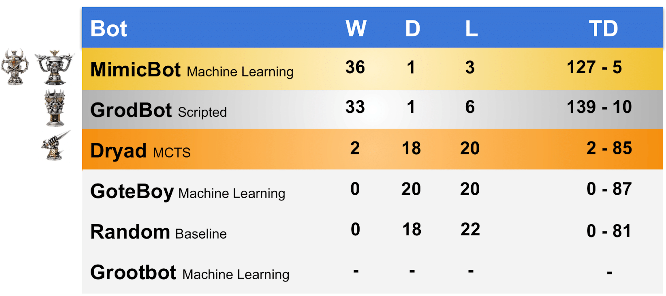 Bot W D L TD
MimicBot Machine Learning 36 1 3 127 - 5
GrodBot Scripted 33 1 6 139 - 10
Dryad MCTS 2 18 20 2 - 85
GoteBoy Machine Learning 0 20 20 0 - 87
Random Baseline 0 18 22 0 - 81
Grootbot Machine Learning - - - -